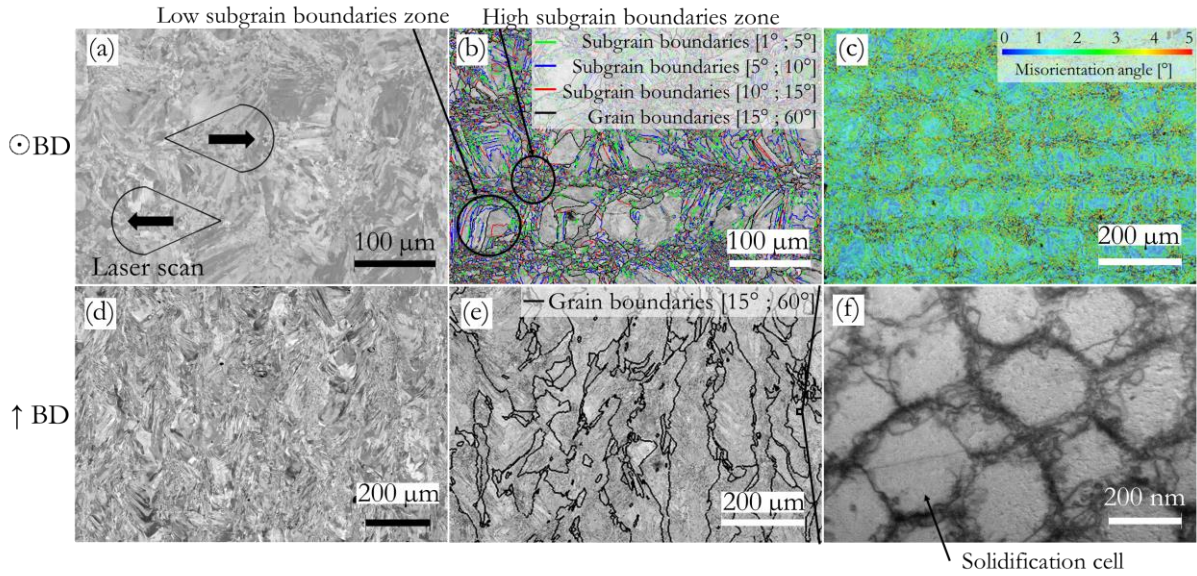 Low subgrain boundaries zone
High subgrain boundaries zone
(a)
(b)
Subgrain boundaries [1° ; 5°]
Subgrain boundaries [5° ; 10°]
Subgrain boundaries [10° ; 15°]
Grain boundaries [15° ; 60°]
(c)
0 1 2 3 4 5
Misorientation angle [°]
⊙BD
Laser scan
100 µm
100 µm
200 µm
(d)
(e)
Grain boundaries [15° ; 60°]
(f)
↑ BD
200 µm
200 µm
200 nm
Solidification cell